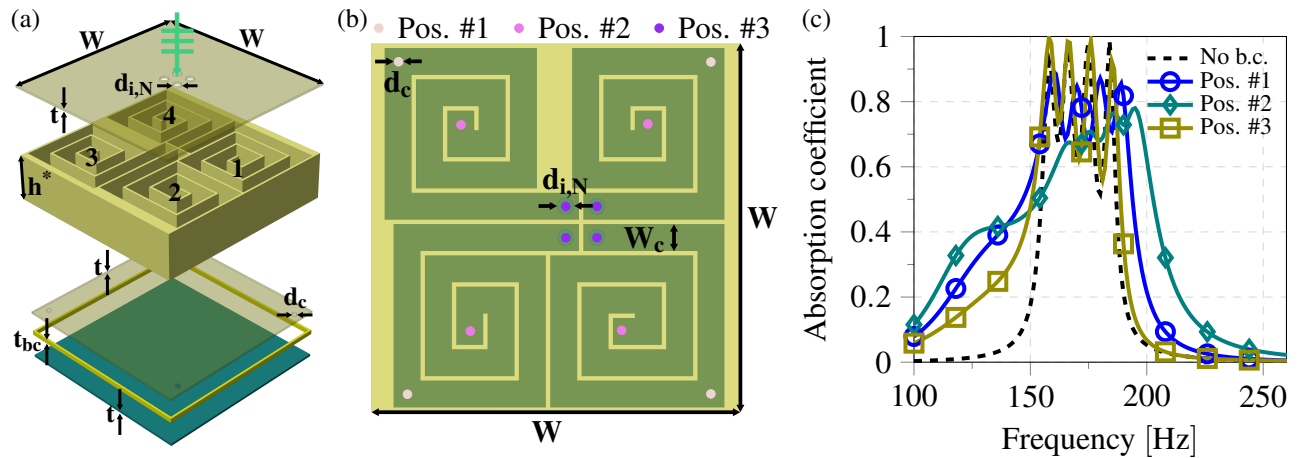 (a)
W
W
d_{i,N}
t
4
3
1
2
h*
t
d_c
t_{bc}
t
(b)
Pos. #1 Pos. #2 Pos. #3
d_c
d_{i,N}
W_c
W
W
(c)
Absorption coefficient
1
0.8
0.6
0.4
0.2
0
100 150 200 250
Frequency [Hz]
No b.c.
Pos. #1
Pos. #2
Pos. #3